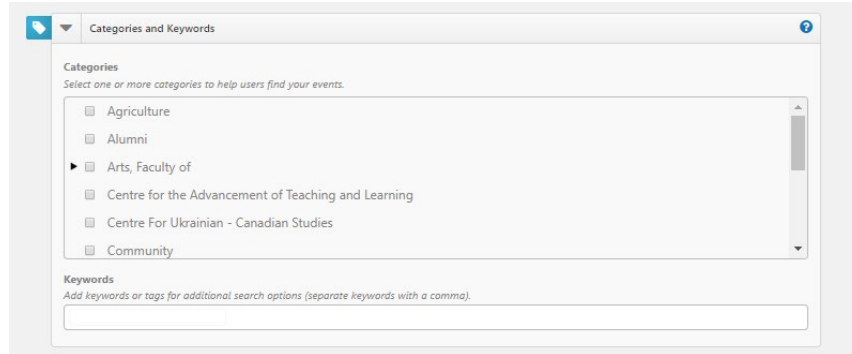 Categories and Keywords
Categories
Select one or more categories to help users find your events.
Agriculture
Alumni
Arts, Faculty of
Centre for the Advancement of Teaching and Learning
Centre For Ukrainian - Canadian Studies
Community
Keywords
Add keywords or tags for additional search options (separate keywords with a comma).